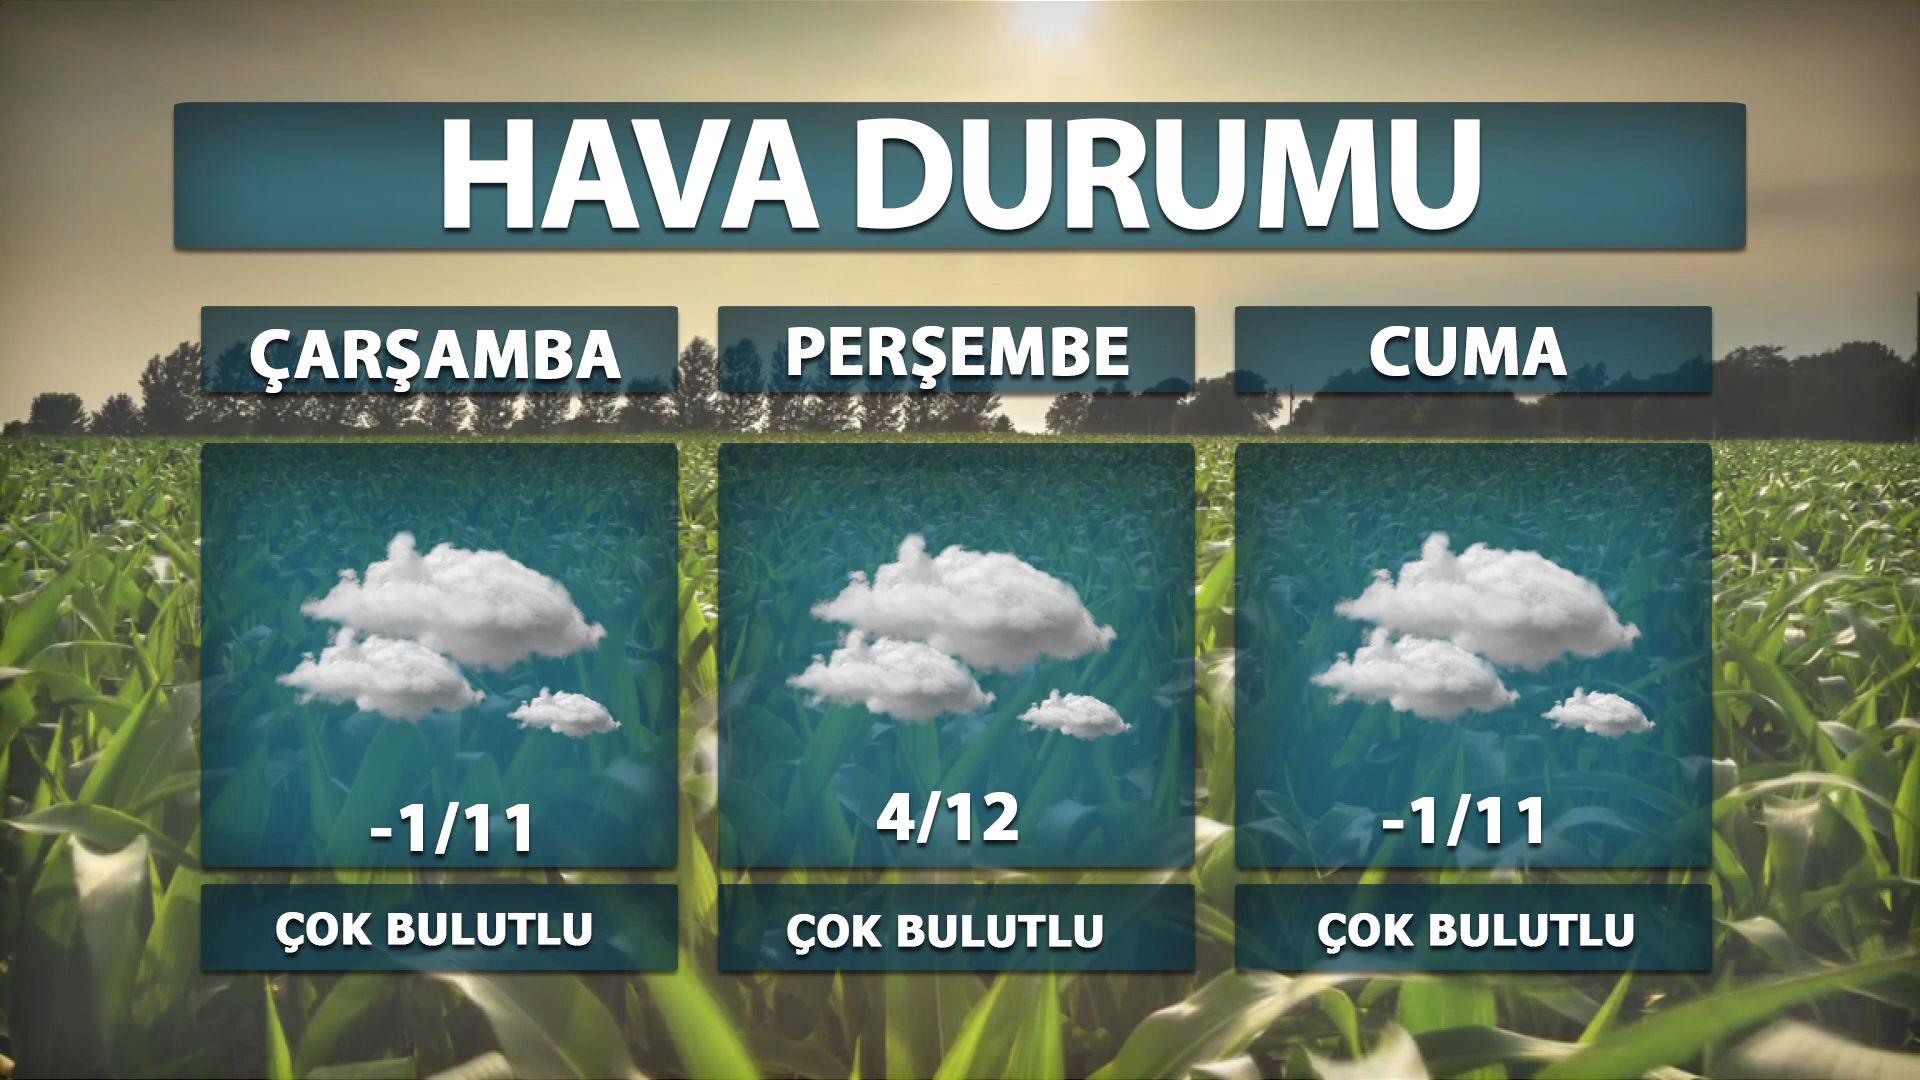 HAVA DURUMU
ÇARŞAMBA
PERŞEMBE
CUMA
-1/11
4/12
-1/11
ÇOK BULUTLU
ÇOK BULUTLU
ÇOK BULUTLU